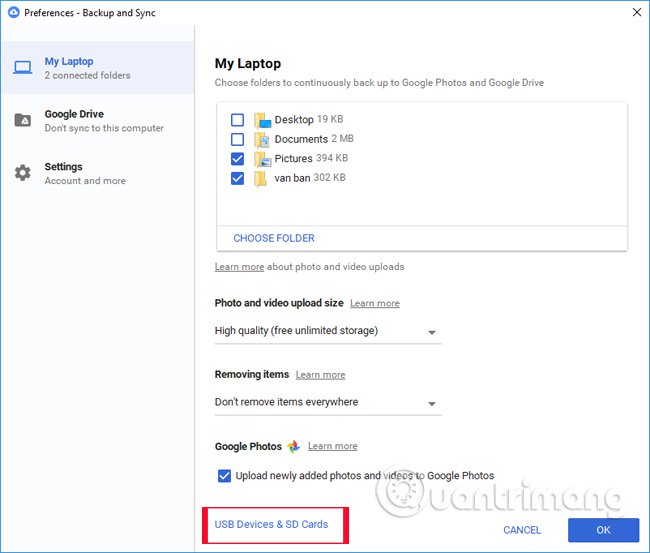 Preferences - Backup and Sync
My Laptop
2 connected folders
Google Drive
Don't sync to this computer
Settings
Account and more
My Laptop
Choose folders to continuously back up to Google Photos and Google Drive
Desktop 19 KB
Documents 2 MB
Pictures 394 KB
van ban 302 KB
CHOOSE FOLDER
Learn more about photo and video uploads
Photo and video upload size Learn more
High quality (free unlimited storage)
Removing items Learn more
Don't remove items everywhere
Google Photos Learn more
Upload newly added photos and videos to Google Photos
Quantrimang
USB Devices & SD Cards
CANCEL
OK